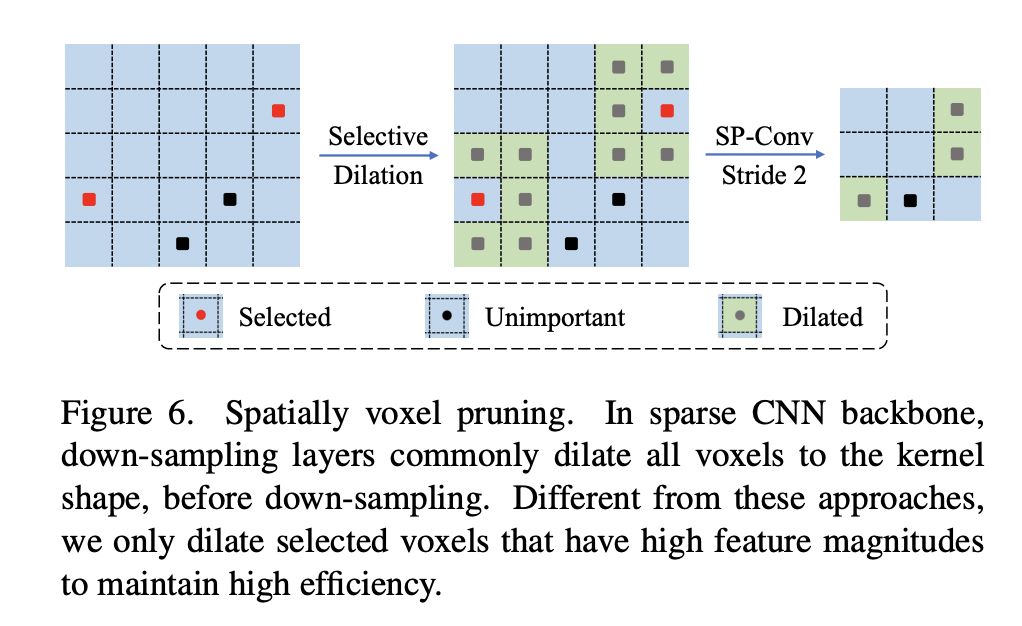 Selective
Dilation
SP-Conv
Stride 2
Selected
Unimportant
Dilated
Figure 6. Spatially voxel pruning. In sparse CNN backbone,
down-sampling layers commonly dilate all voxels to the kernel
shape, before down-sampling. Different from these approaches,
we only dilate selected voxels that have high feature magnitudes
to maintain high efficiency.